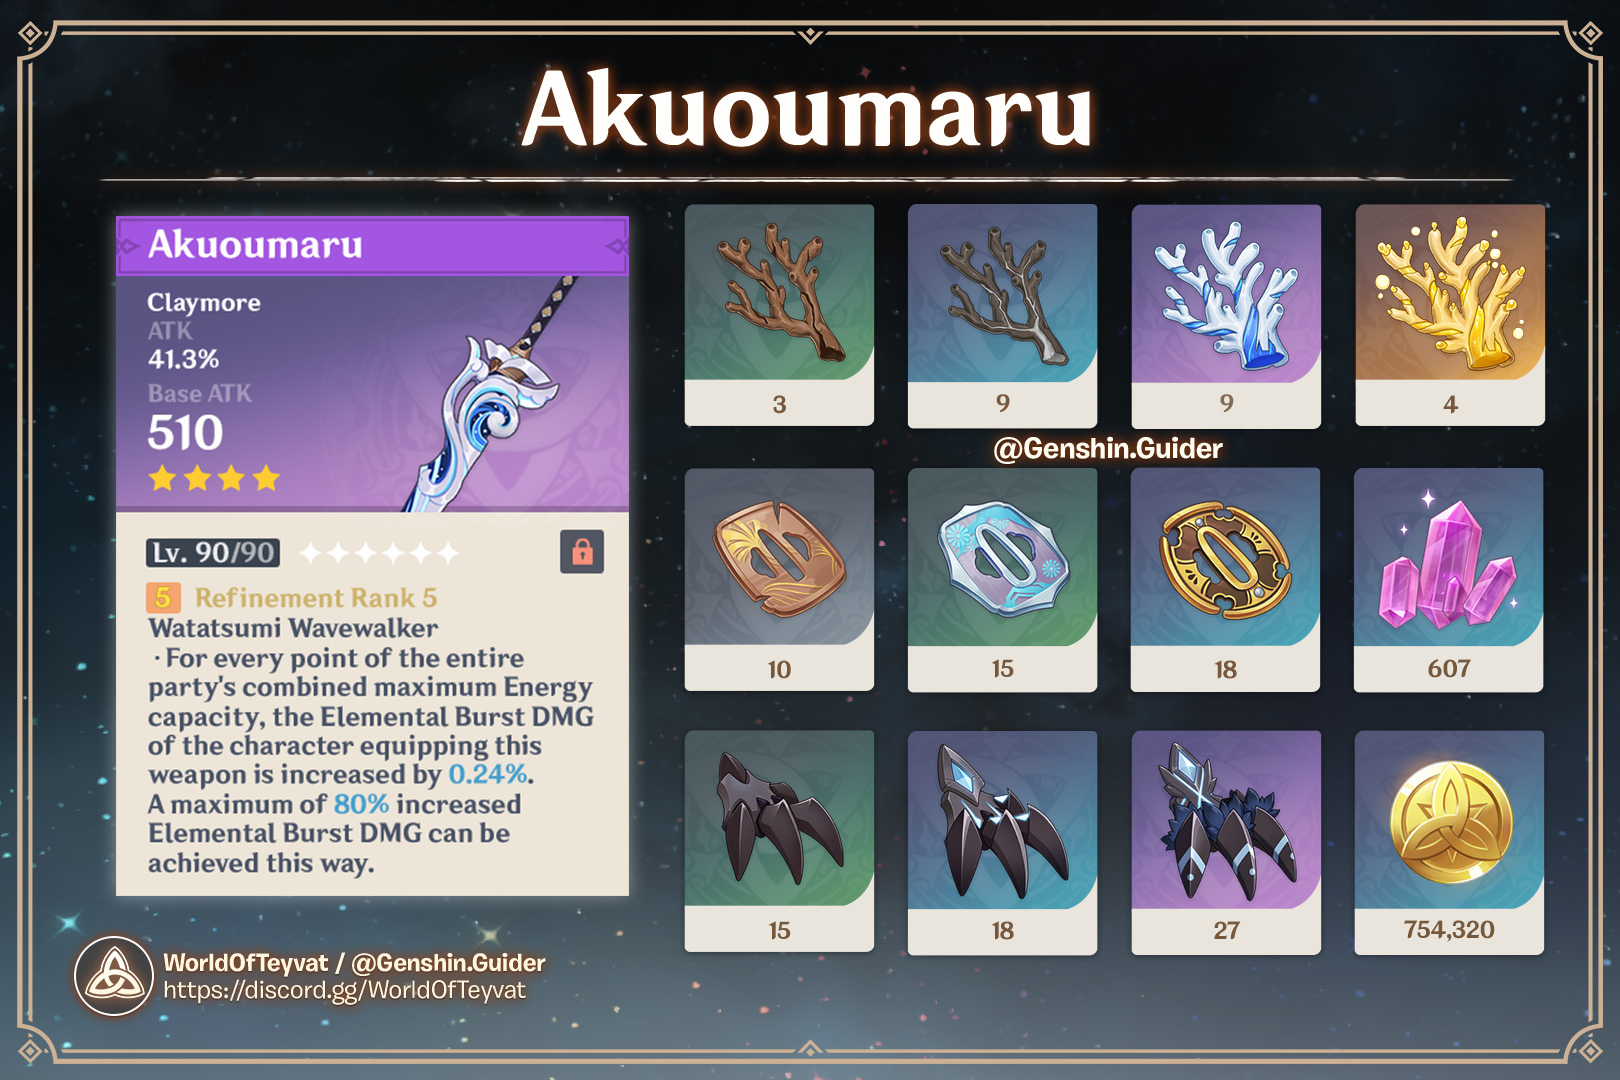 Akuoumaru
Akuoumaru
Claymore
ATK
41.3%
Base ATK
510
Lv. 90/90
5 Refinement Rank 5
Watatsumi Wavewalker
· For every point of the entire
party's combined maximum Energy
capacity, the Elemental Burst DMG
of the character equipping this
weapon is increased by 0.24%.
A maximum of 80% increased
Elemental Burst DMG can be
achieved this way.
3 9 9 4
@Genshin.Guider
10 15 18 607
15 18 27 754,320
WorldOfTeyvat / @Genshin.Guider
https://discord.gg/WorldOfTeyvat